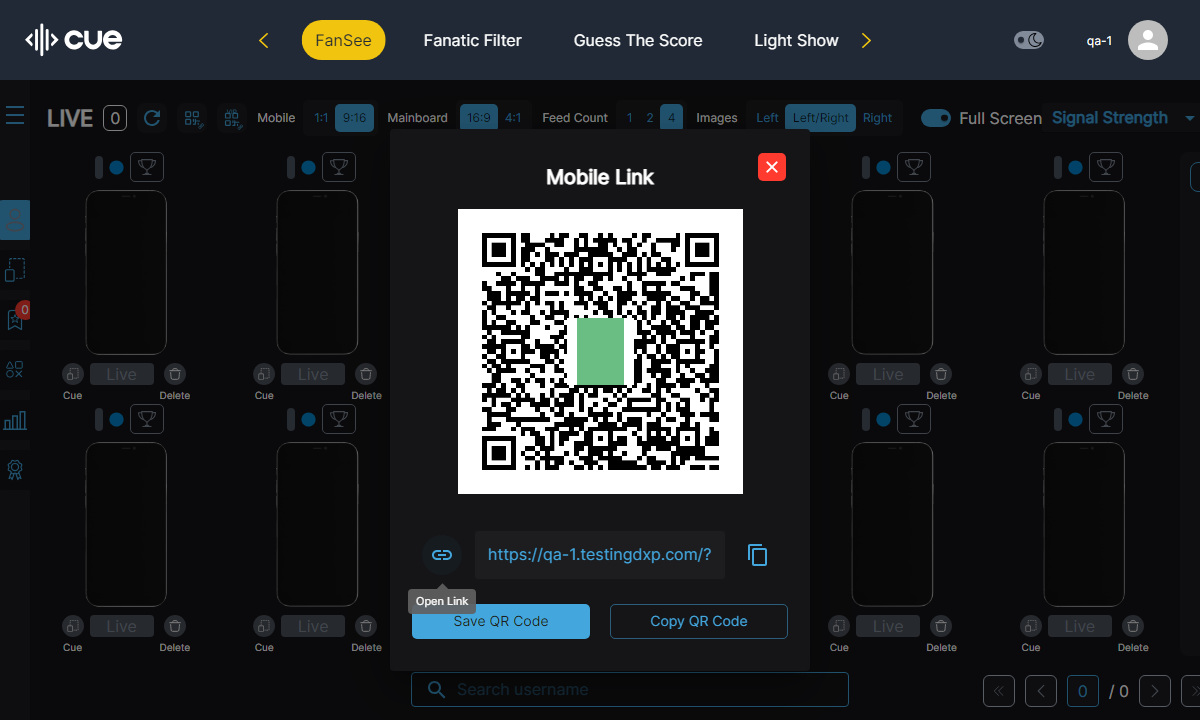 cue
FanSee
Fanatic Filter
Guess The Score
Light Show
qa-1
LIVE 0
Mobile 1:1 9:16
Mainboard 16:9 4:1
Feed Count 1 2 4
Images Left Left/Right Right
Full Screen
Signal Strength
0
Mobile Link
https://qa-1.testingdxp.com/?
Open Link
Save QR Code
Copy QR Code
Live
Live
Live
Live
Cue Delete
Cue Delete
Cue Delete
Cue Delete
Live
Live
Live
Live
Cue Delete
Cue Delete
Cue Delete
Cue Delete
Search username
0 / 0